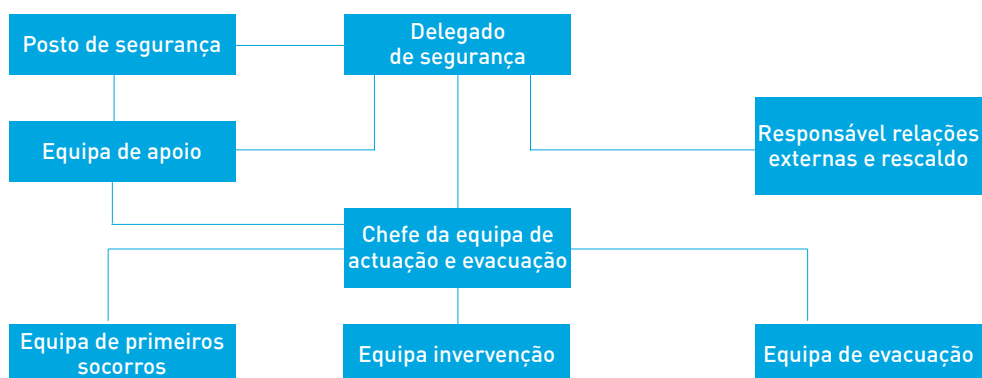 Posto de segurança
Delegado
de segurança
Equipa de apoio
Responsável relações
externas e rescaldo
Chefe da equipa de
actuação e evacuação
Equipa de primeiros
socorros
Equipa invervenção
Equipa de evacuação